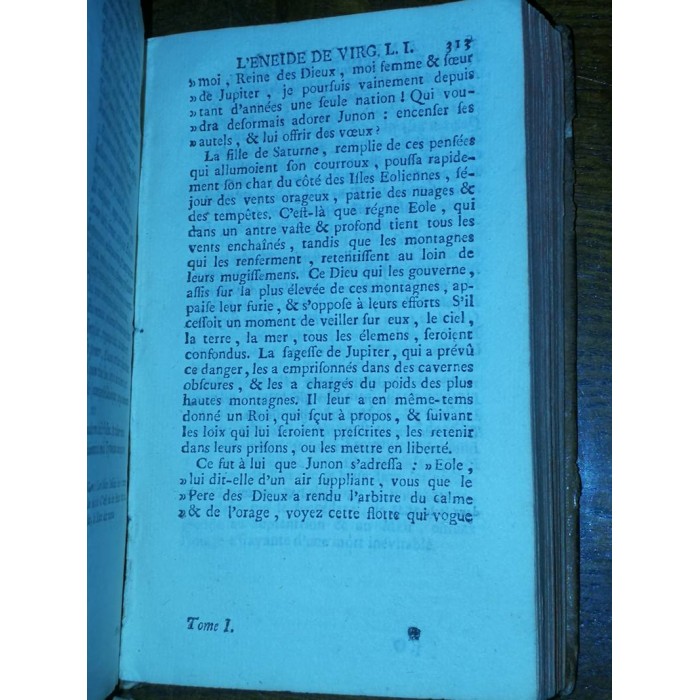 L'ENEIDE DE VIRG. L. I. 313
» moi, Reine des Dieux, moi femme & sœur
» de Jupiter, je poursuis vainement depuis
» tant d'années une seule nation ! Qui vou-
» dra desormais adorer Junon : encenser ses
» autels, & lui offrir des vœux ?
La fille de Saturne, remplie de ces pensées
qui allumoient son courroux, poussa rapide-
ment son char du côté des Isles Eoliennes, sé-
jour des vents orageux, patrie des nuages &
des tempêtes. C'est-là que régne Eole, qui
dans un antre vaste & profond tient tous les
vents enchaînés, tandis que les montagnes
qui les renferment, retentissent au loin de
leurs mugissemens. Ce Dieu qui les gouverne,
assis sur la plus élevée de ces montagnes, ap-
paise leur furie, & s'oppose à leurs efforts S'il
cessoit un moment de veiller sur eux, le ciel,
la terre, la mer, tous les élemens, seroient
confondus. La sagesse de Jupiter, qui a prévû
ce danger, les a emprisonnés dans des cavernes
obscures, & les a chargés du poids des plus
hautes montagnes. Il leur a en même-tems
donné un Roi, qui sçut à propos, & suivant
les loix qui lui seroient prescrites, les retenir
dans leurs prisons, ou les mettre en liberté.
Ce fut à lui que Junon s'adressa : » Eole,
» lui dit-elle d'un air suppliant, vous que le
» Pere des Dieux a rendu l'arbitre du calme
» & de l'orage, voyez cette flotte qui vogue
Tome I.